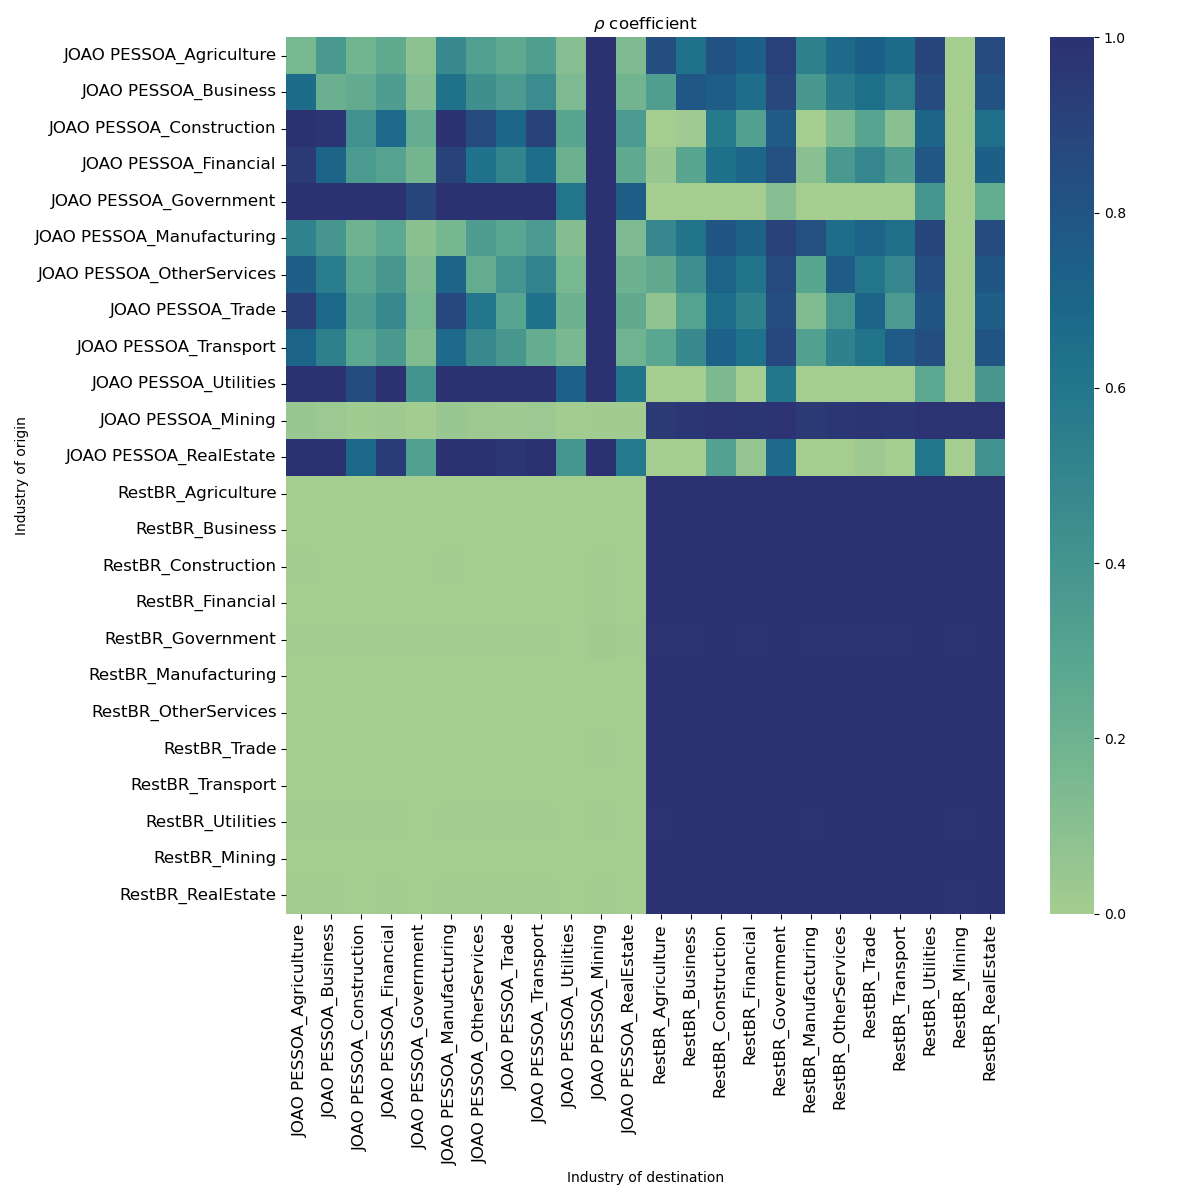 ρ coefficient
JOAO PESSOA_Agriculture
JOAO PESSOA_Business
JOAO PESSOA_Construction
JOAO PESSOA_Financial
JOAO PESSOA_Government
JOAO PESSOA_Manufacturing
JOAO PESSOA_OtherServices
JOAO PESSOA_Trade
JOAO PESSOA_Transport
JOAO PESSOA_Utilities
JOAO PESSOA_Mining
JOAO PESSOA_RealEstate
RestBR_Agriculture
RestBR_Business
RestBR_Construction
RestBR_Financial
RestBR_Government
RestBR_Manufacturing
RestBR_OtherServices
RestBR_Trade
RestBR_Transport
RestBR_Utilities
RestBR_Mining
RestBR_RealEstate
Industry of origin
JOAO PESSOA_Agriculture
JOAO PESSOA_Business
JOAO PESSOA_Construction
JOAO PESSOA_Financial
JOAO PESSOA_Government
JOAO PESSOA_Manufacturing
JOAO PESSOA_OtherServices
JOAO PESSOA_Trade
JOAO PESSOA_Transport
JOAO PESSOA_Utilities
JOAO PESSOA_Mining
JOAO PESSOA_RealEstate
RestBR_Agriculture
RestBR_Business
RestBR_Construction
RestBR_Financial
RestBR_Government
RestBR_Manufacturing
RestBR_OtherServices
RestBR_Trade
RestBR_Transport
RestBR_Utilities
RestBR_Mining
RestBR_RealEstate
Industry of destination
1.0
0.8
0.6
0.4
0.2
0.0